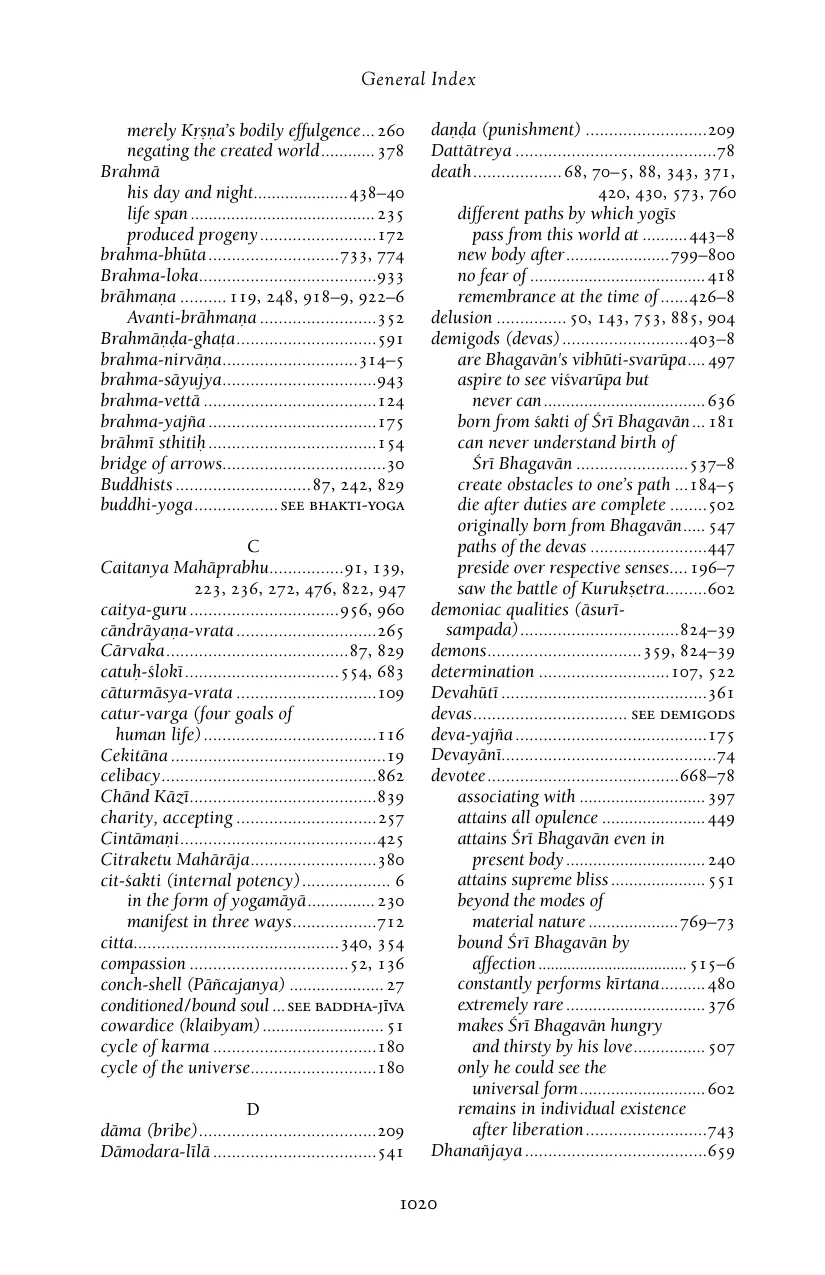 General Index
merely Kṛṣṇa's bodily effulgence... 260
negating the created world............ 378
Brahmā
his day and night.....................438–40
life span ....................................... 235
produced progeny .........................172
brahma-bhūta............................733, 774
Brahma-loka......................................933
brāhmaṇa .......... 119, 248, 918–9, 922–6
Avanti-brāhmaṇa .........................352
Brahmāṇḍa-ghaṭa..............................591
brahma-nirvāṇa.............................314–5
brahma-sāyujya.................................943
brahma-vettā .....................................124
brahma-yajña.....................................175
brāhmī sthitiḥ ....................................154
bridge of arrows...................................30
Buddhists .............................87, 242, 829
buddhi-yoga.................. SEE BHAKTI-YOGA
C
Caitanya Mahāprabhu................91, 139,
223, 236, 272, 476, 822, 947
caitya-guru ................................956, 960
cāndrāyaṇa-vrata ..............................265
Cārvaka.......................................87, 829
catuḥ-ślokī .................................554, 683
cāturmāsya-vrata ..............................109
catur-varga (four goals of
human life) .....................................116
Cekitāna ..............................................19
celibacy..............................................862
Chānd Kāzī........................................839
charity, accepting ..............................257
Cintāmaṇi..........................................425
Citraketu Mahārāja...........................380
cit-śakti (internal potency)................... 6
in the form of yogamāyā.............. 230
manifest in three ways..................712
citta............................................340, 354
compassion ..................................52, 136
conch-shell (Pāñcajanya) .................... 27
conditioned/bound soul ... SEE BADDHA-JĪVA
cowardice (klaibyam) .......................... 51
cycle of karma ...................................180
cycle of the universe...........................180
D
dāma (bribe)......................................209
Dāmodara-līlā ...................................541
daṇḍa (punishment) ..........................209
Dattātreya ...........................................78
death................... 68, 70–5, 88, 343, 371,
420, 430, 573, 760
different paths by which yogīs
pass from this world at ..........443–8
new body after......................799–800
no fear of ...................................... 418
remembrance at the time of ......426–8
delusion ............... 50, 143, 753, 885, 904
demigods (devas) ...........................403–8
are Bhagavān's vibhūti-svarūpa.... 497
aspire to see viśvarūpa but
never can................................... 636
born from śakti of Śrī Bhagavān ... 181
can never understand birth of
Śrī Bhagavān ........................537–8
create obstacles to one's path ...184–5
die after duties are complete ........502
originally born from Bhagavān..... 547
paths of the devas .........................447
preside over respective senses.... 196–7
saw the battle of Kurukṣetra.........602
demoniac qualities (āsurī-
sampada)..................................824–39
demons.................................359, 824–39
determination ............................107, 522
Devahūtī ............................................361
devas................................. SEE DEMIGODS
deva-yajña.........................................175
Devayānī..............................................74
devotee.........................................668–78
associating with ........................... 397
attains all opulence ...................... 449
attains Śrī Bhagavān even in
present body .............................. 240
attains supreme bliss .................... 551
beyond the modes of
material nature ...................769–73
bound Śrī Bhagavān by
affection.................................... 515–6
constantly performs kīrtana..........480
extremely rare .............................. 376
makes Śrī Bhagavān hungry
and thirsty by his love................ 507
only he could see the
universal form........................... 602
remains in individual existence
after liberation..........................743
Dhanañjaya .......................................659
1020